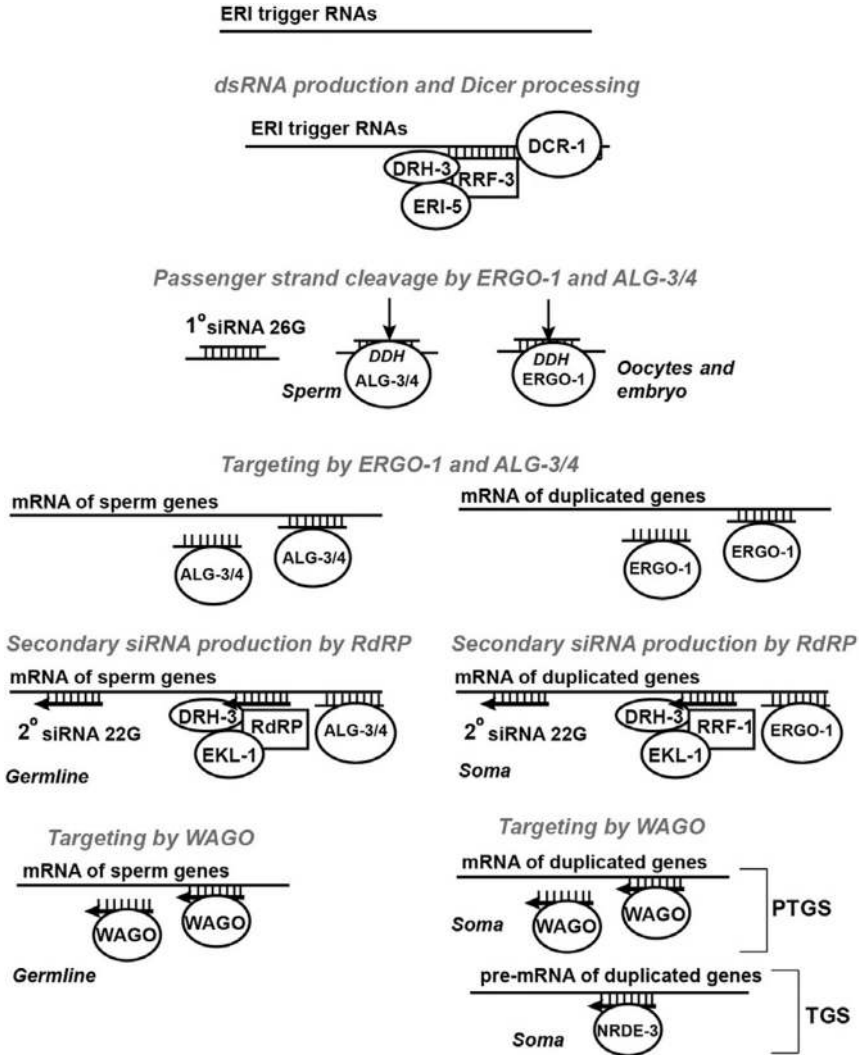 ERI trigger RNAs
dsRNA production and Dicer processing
ERI trigger RNAs
DCR-1
DRH-3
RRF-3
ERI-5
Passenger strand cleavage by ERGO-1 and ALG-3/4
1° siRNA 26G
DDH
ALG-3/4
Sperm
DDH
ERGO-1
Oocytes and
embryo
Targeting by ERGO-1 and ALG-3/4
mRNA of sperm genes
ALG-3/4
ALG-3/4
mRNA of duplicated genes
ERGO-1
ERGO-1
Secondary siRNA production by RdRP
mRNA of sperm genes
2° siRNA 22G
DRH-3
RdRP
ALG-3/4
EKL-1
Germline
Secondary siRNA production by RdRP
mRNA of duplicated genes
2° siRNA 22G
DRH-3
RRF-1
ERGO-1
EKL-1
Soma
Targeting by WAGO
mRNA of sperm genes
WAGO
WAGO
Germline
Targeting by WAGO
mRNA of duplicated genes
Soma
WAGO
WAGO
PTGS
pre-mRNA of duplicated genes
NRDE-3
Soma
TGS